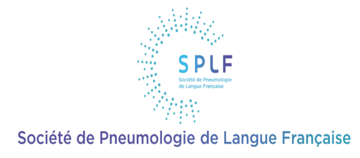 SPLF
Société de Pneumologie
de Langue Française
Société de Pneumologie de Langue Française